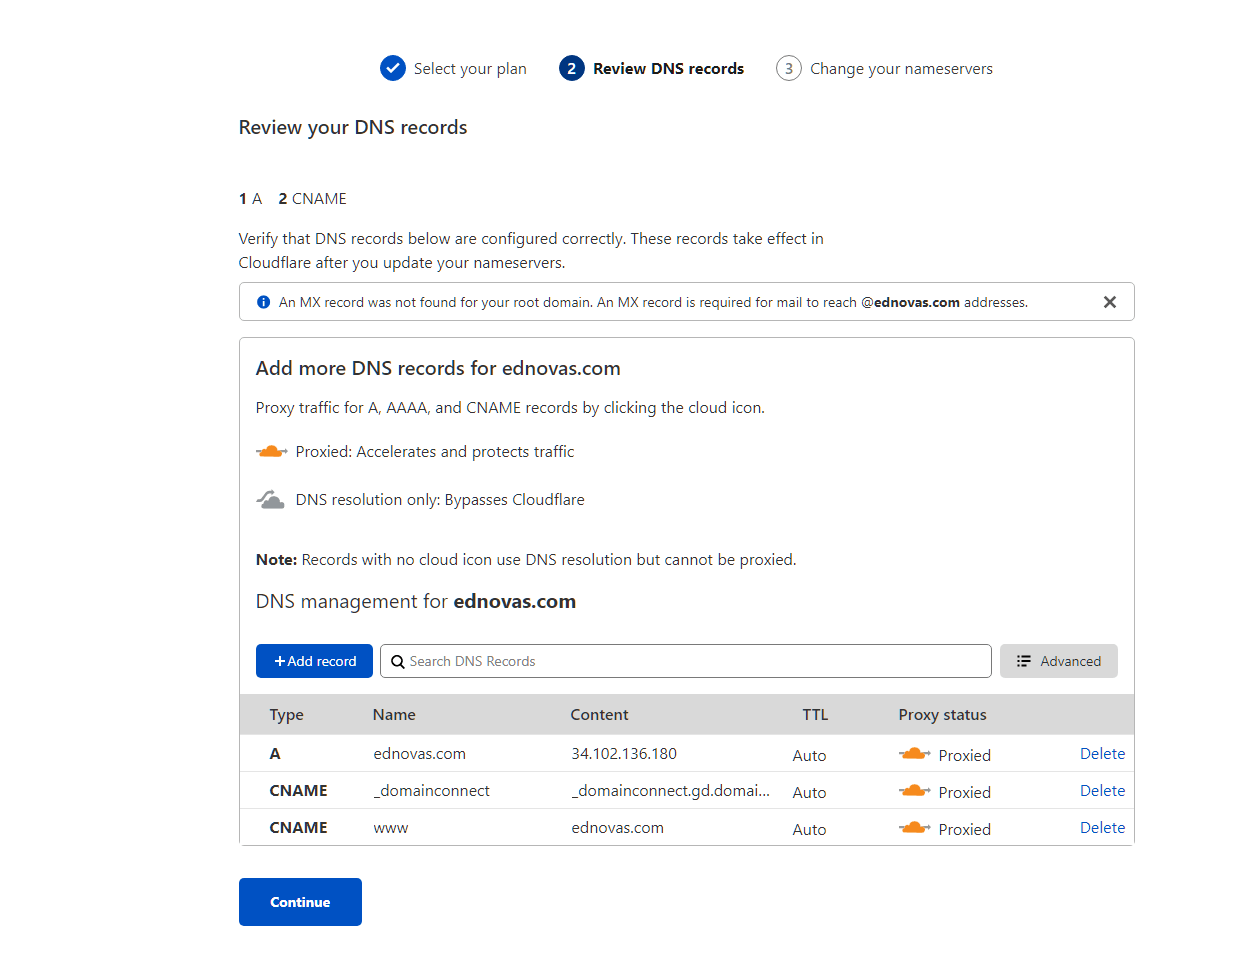 Select your plan 2 Review DNS records 3 Change your nameservers
Review your DNS records
1 A 2 CNAME
Verify that DNS records below are configured correctly. These records take effect in
Cloudflare after you update your nameservers.
An MX record was not found for your root domain. An MX record is required for mail to reach @ednovas.com addresses.
Add more DNS records for ednovas.com
Proxy traffic for A, AAAA, and CNAME records by clicking the cloud icon.
Proxied: Accelerates and protects traffic
DNS resolution only: Bypasses Cloudflare
Note: Records with no cloud icon use DNS resolution but cannot be proxied.
DNS management for ednovas.com
+ Add record Search DNS Records Advanced
Type Name Content TTL Proxy status
A ednovas.com 34.102.136.180 Auto Proxied Delete
CNAME _domainconnect _domainconnect.gd.domai... Auto Proxied Delete
CNAME www ednovas.com Auto Proxied Delete
Continue